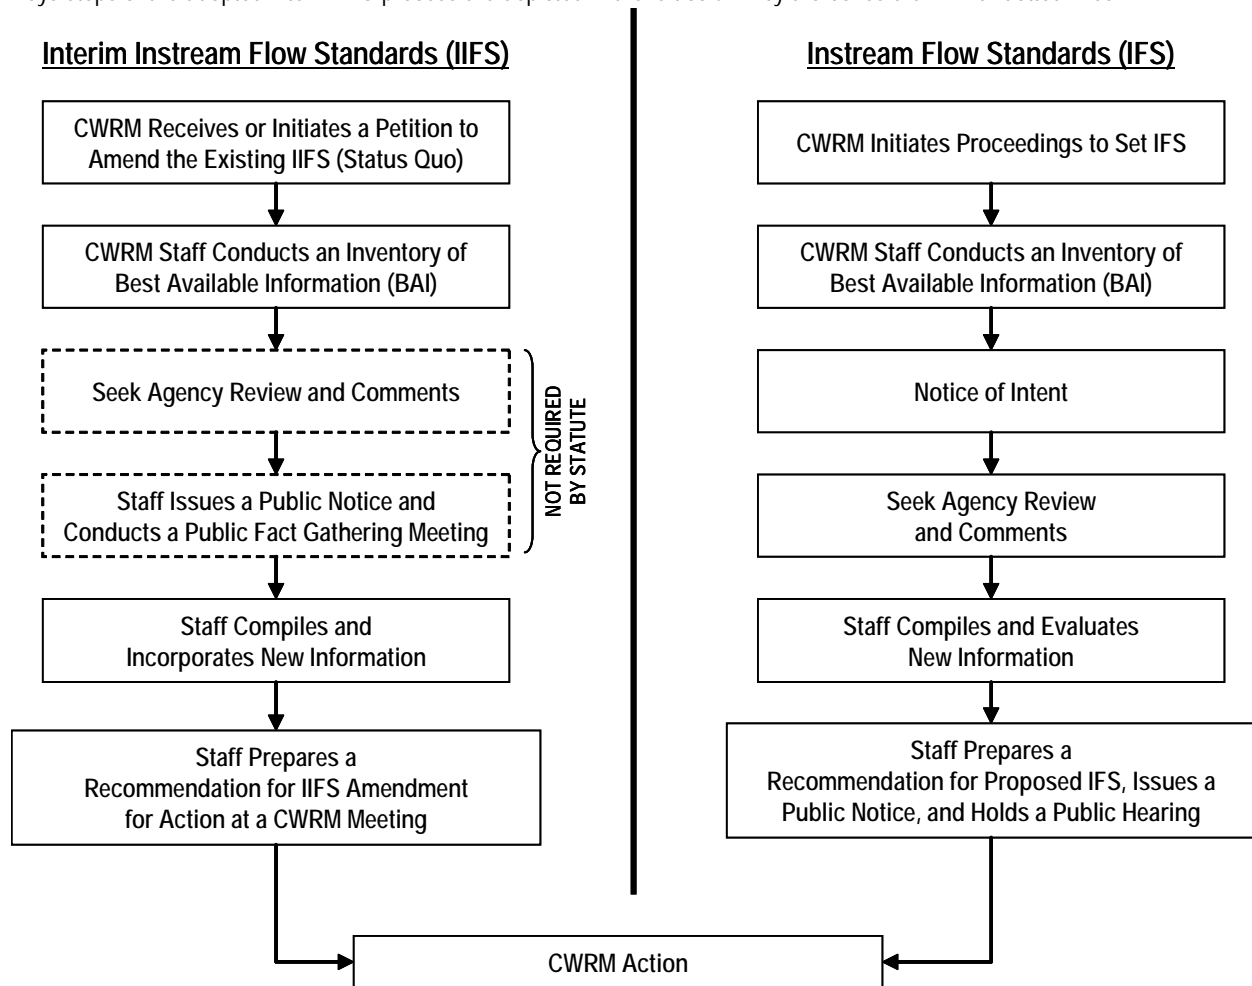 Interim Instream Flow Standards (IIFS)
CWRM Receives or Initiates a Petition to
Amend the Existing IIFS (Status Quo)
CWRM Staff Conducts an Inventory of
Best Available Information (BAI)
Seek Agency Review and Comments
Staff Issues a Public Notice and
Conducts a Public Fact Gathering Meeting
NOT REQUIRED
BY STATUTE
Staff Compiles and
Incorporates New Information
Staff Prepares a
Recommendation for IIFS Amendment
for Action at a CWRM Meeting
Instream Flow Standards (IFS)
CWRM Initiates Proceedings to Set IFS
CWRM Staff Conducts an Inventory of
Best Available Information (BAI)
Notice of Intent
Seek Agency Review
and Comments
Staff Compiles and Evaluates
New Information
Staff Prepares a
Recommendation for Proposed IFS, Issues a
Public Notice, and Holds a Public Hearing
CWRM Action